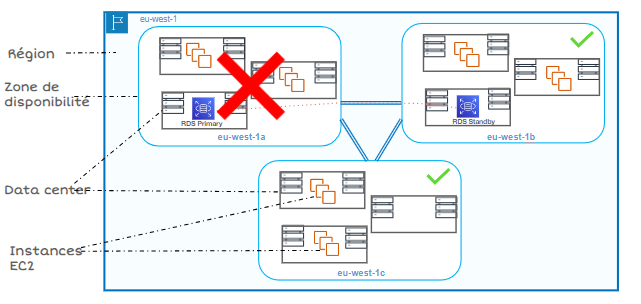 eu-west-1
Région
Zone de
disponibilité
RDS Primary
eu-west-1a
RDS Standby
eu-west-1b
Data center
Instances
EC2
eu-west-1c